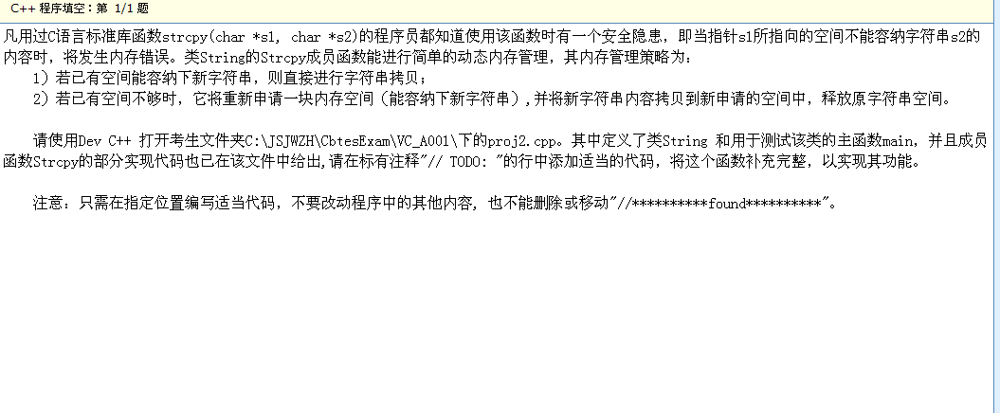 C++ 程序填空：第 1/1 题
凡用过C语言标准库函数strcpy(char *s1, char *s2)的程序员都知道使用该函数时有一个安全隐患，即当指针s1所指向的空间不能容纳字符串s2的
内容时，将发生内存错误。类String的Strcpy成员函数能进行简单的动态内存管理，其内存管理策略为：
1）若已有空间能容纳下新字符串，则直接进行字符串拷贝；
2）若已有空间不够时，它将重新申请一块内存空间（能容纳下新字符串）,并将新字符串内容拷贝到新申请的空间中，释放原字符串空间。
请使用Dev C++ 打开考生文件夹C:\JSJWZH\CbtesExam\VC_A001\下的proj2.cpp。其中定义了类String 和用于测试该类的主函数main，并且成员
函数Strcpy的部分实现代码也已在该文件中给出,请在标有注释"// TODO: "的行中添加适当的代码，将这个函数补充完整，以实现其功能。
注意：只需在指定位置编写适当代码，不要改动程序中的其他内容, 也不能删除或移动"//**********found**********"。